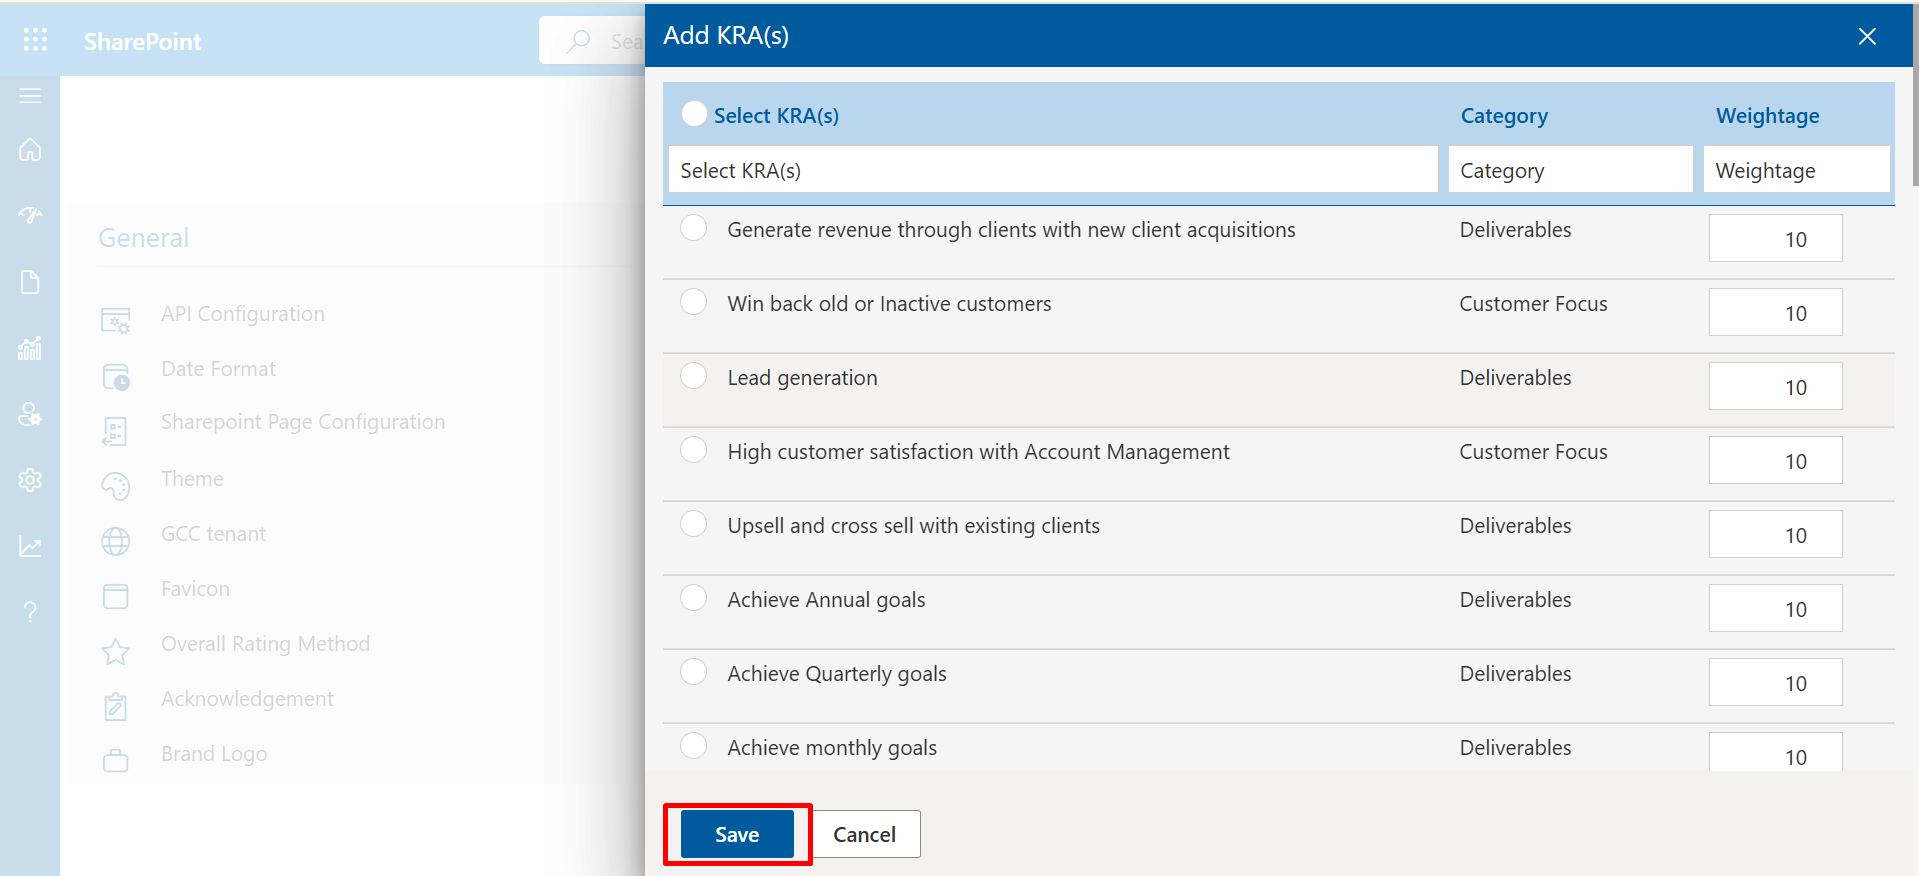 SharePoint
Sea
General
API Configuration
Date Format
Sharepoint Page Configuration
Theme
GCC tenant
Favicon
Overall Rating Method
Acknowledgement
Brand Logo
Add KRA(s)
Select KRA(s) Category Weightage
Select KRA(s) Category Weightage
Generate revenue through clients with new client acquisitions Deliverables 10
Win back old or Inactive customers Customer Focus 10
Lead generation Deliverables 10
High customer satisfaction with Account Management Customer Focus 10
Upsell and cross sell with existing clients Deliverables 10
Achieve Annual goals Deliverables 10
Achieve Quarterly goals Deliverables 10
Achieve monthly goals Deliverables 10
Save Cancel